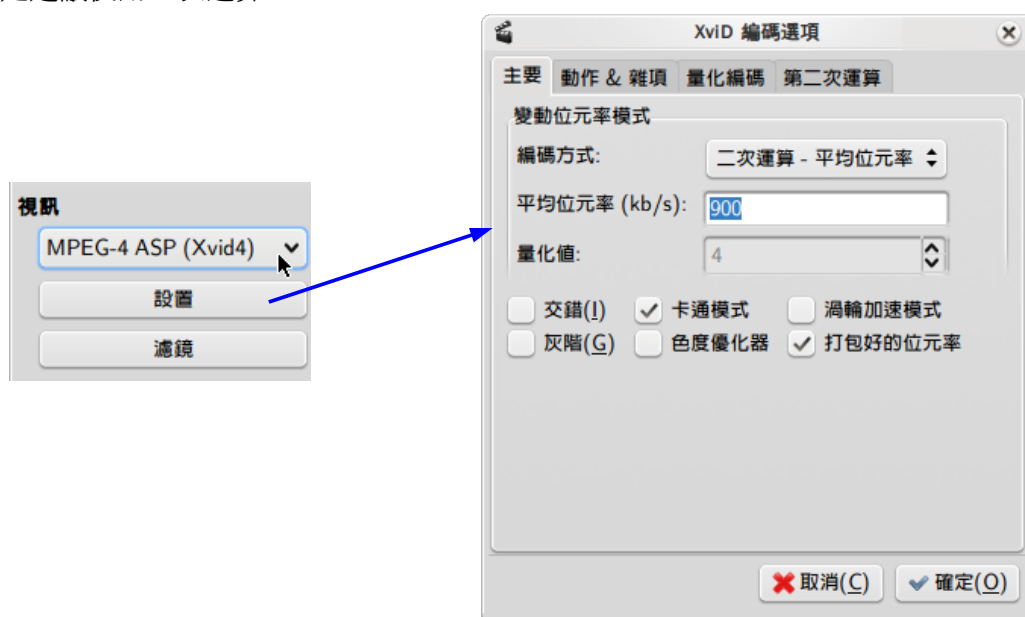 XviD 編碼選項
主要 動作 & 雜項 量化編碼 第二次運算
變動位元率模式
編碼方式: 二次運算 - 平均位元率
平均位元率 (kb/s): 900
量化值: 4
交錯(I) 卡通模式 渦輪加速模式
灰階(G) 色度優化器 打包好的位元率
取消(C) 確定(O)
視訊
MPEG-4 ASP (Xvid4)
設置
濾鏡